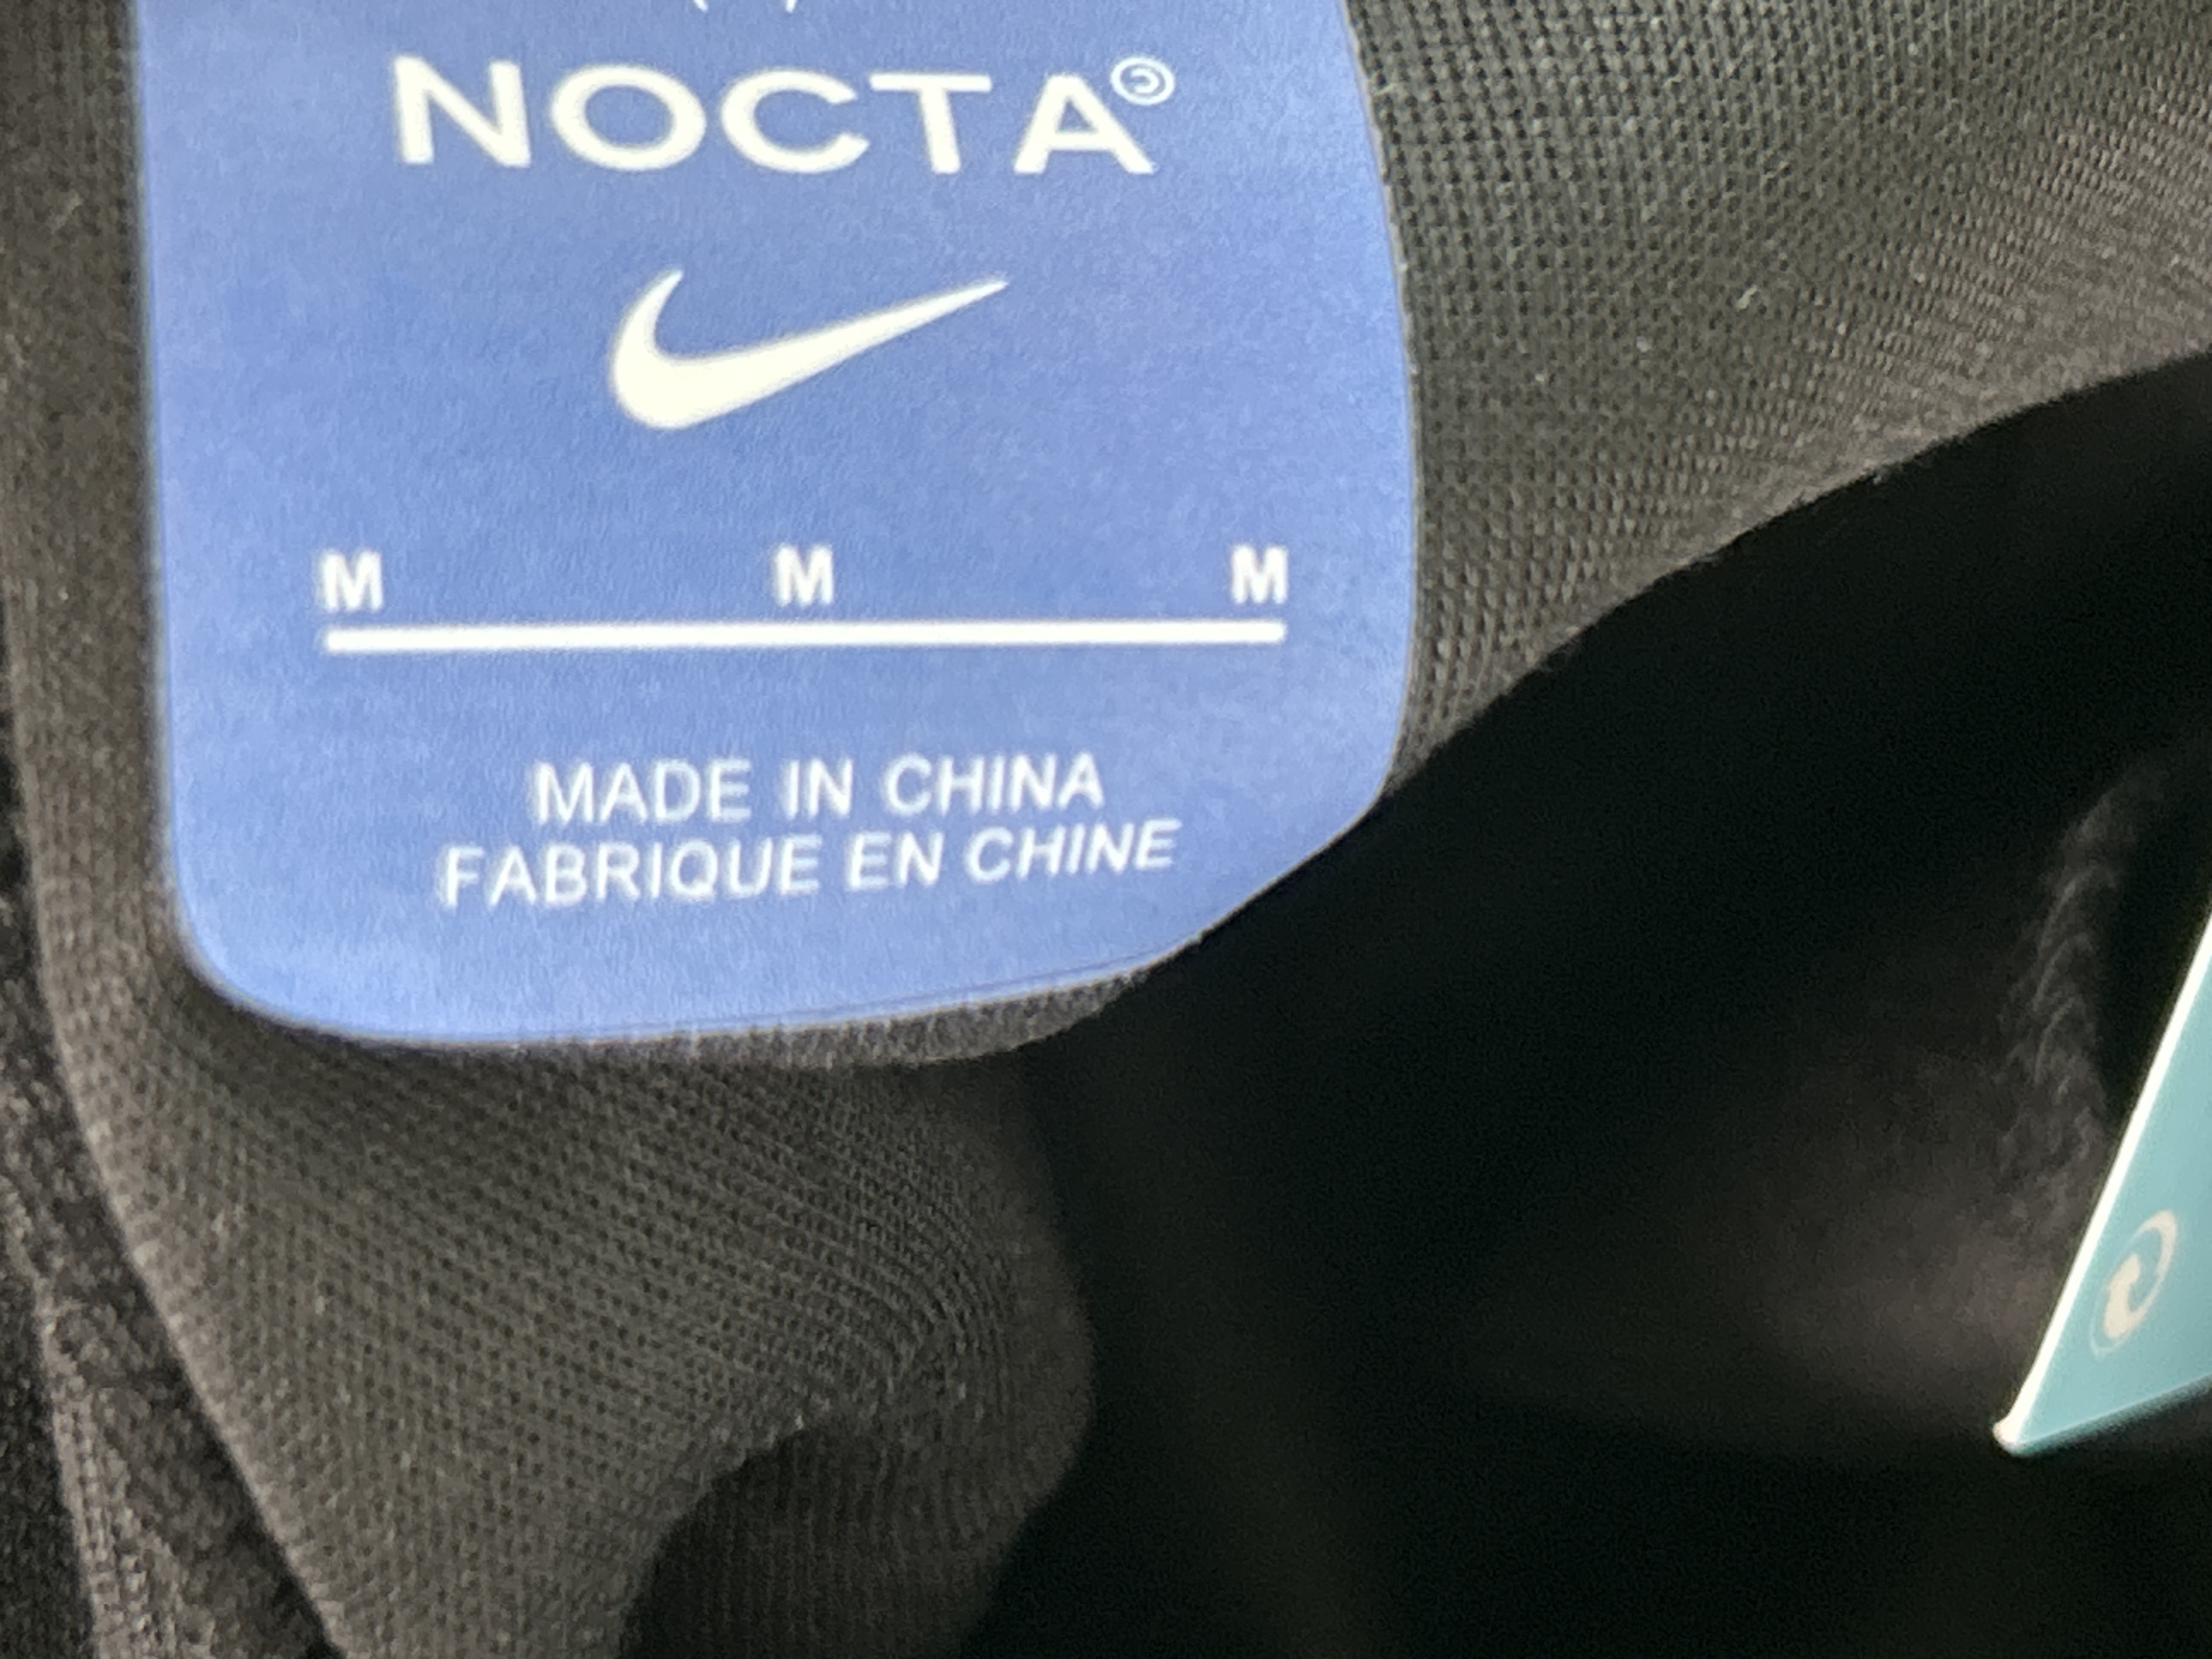 NOCTA©
M M M
MADE IN CHINA
FABRIQUE EN CHINE